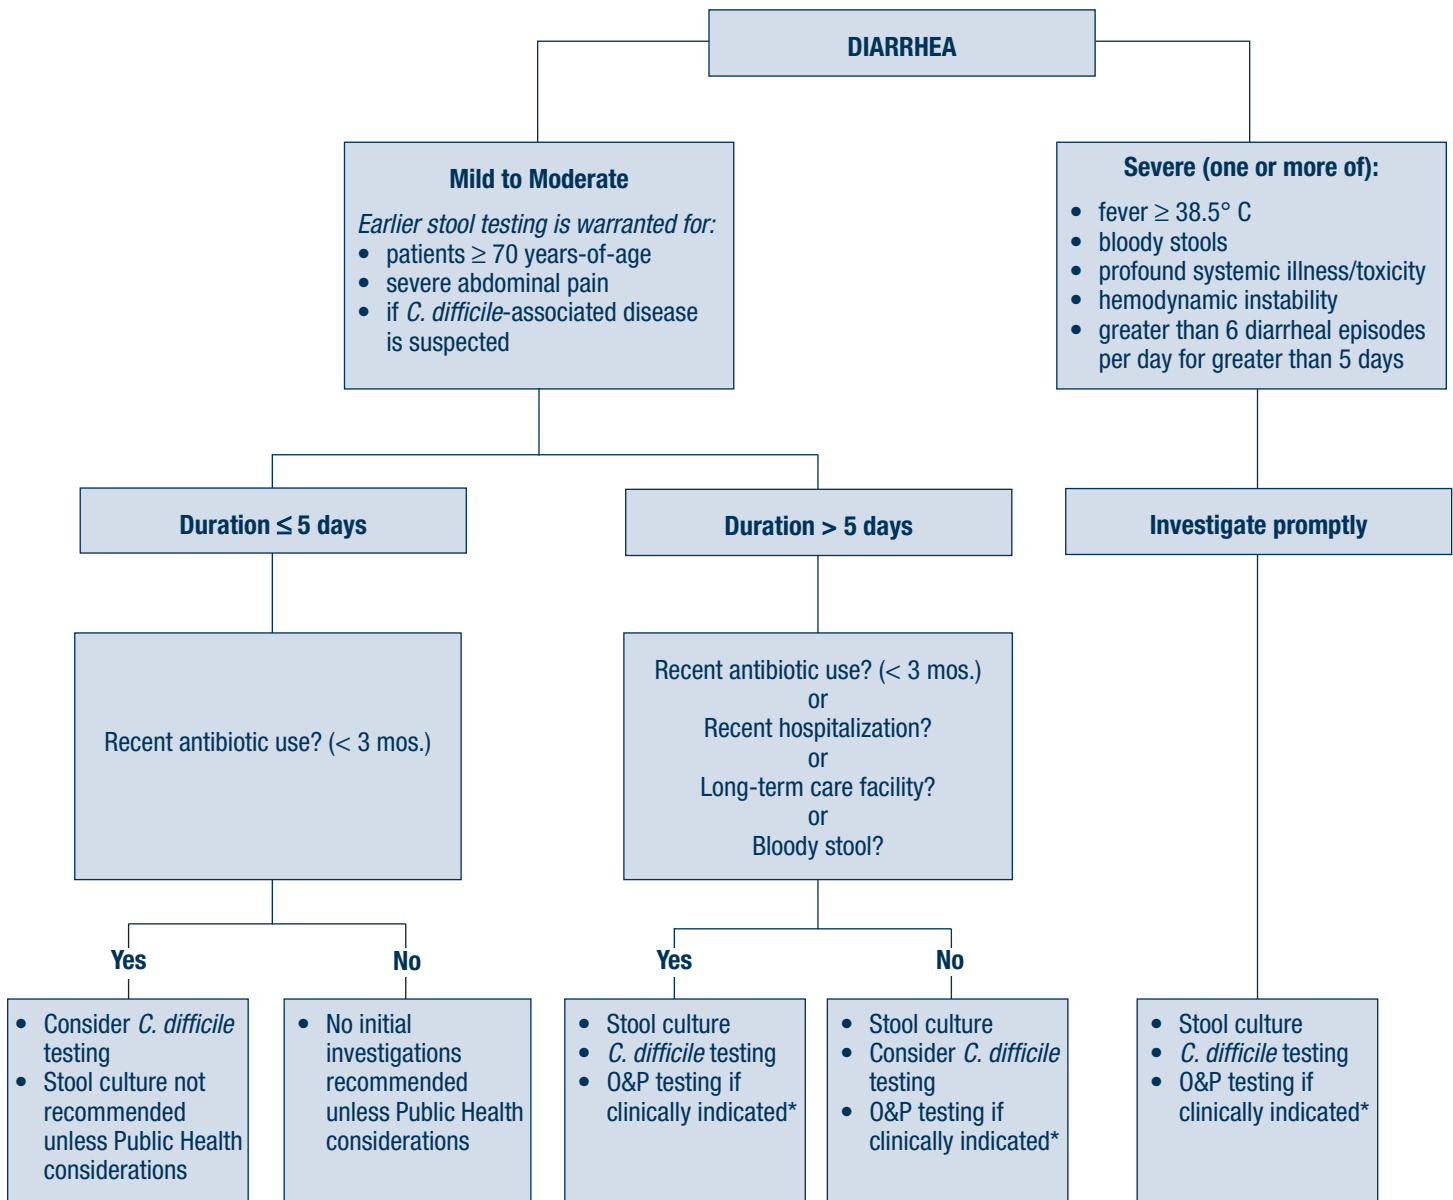 DIARRHEA
Mild to Moderate
Earlier stool testing is warranted for:
• patients ≥ 70 years-of-age
• severe abdominal pain
• if C. difficile-associated disease
is suspected
Severe (one or more of):
• fever ≥ 38.5° C
• bloody stools
• profound systemic illness/toxicity
• hemodynamic instability
• greater than 6 diarrheal episodes
per day for greater than 5 days
Duration ≤ 5 days
Duration > 5 days
Investigate promptly
Recent antibiotic use? (< 3 mos.)
Recent antibiotic use? (< 3 mos.)
or
Recent hospitalization?
or
Long-term care facility?
or
Bloody stool?
Yes
No
Yes
No
• Consider C. difficile
testing
• Stool culture not
recommended
unless Public Health
considerations
• No initial
investigations
recommended
unless Public Health
considerations
• Stool culture
• C. difficile testing
• O&P testing if
clinically indicated*
• Stool culture
• Consider C. difficile
testing
• O&P testing if
clinically indicated*
• Stool culture
• C. difficile testing
• O&P testing if
clinically indicated*